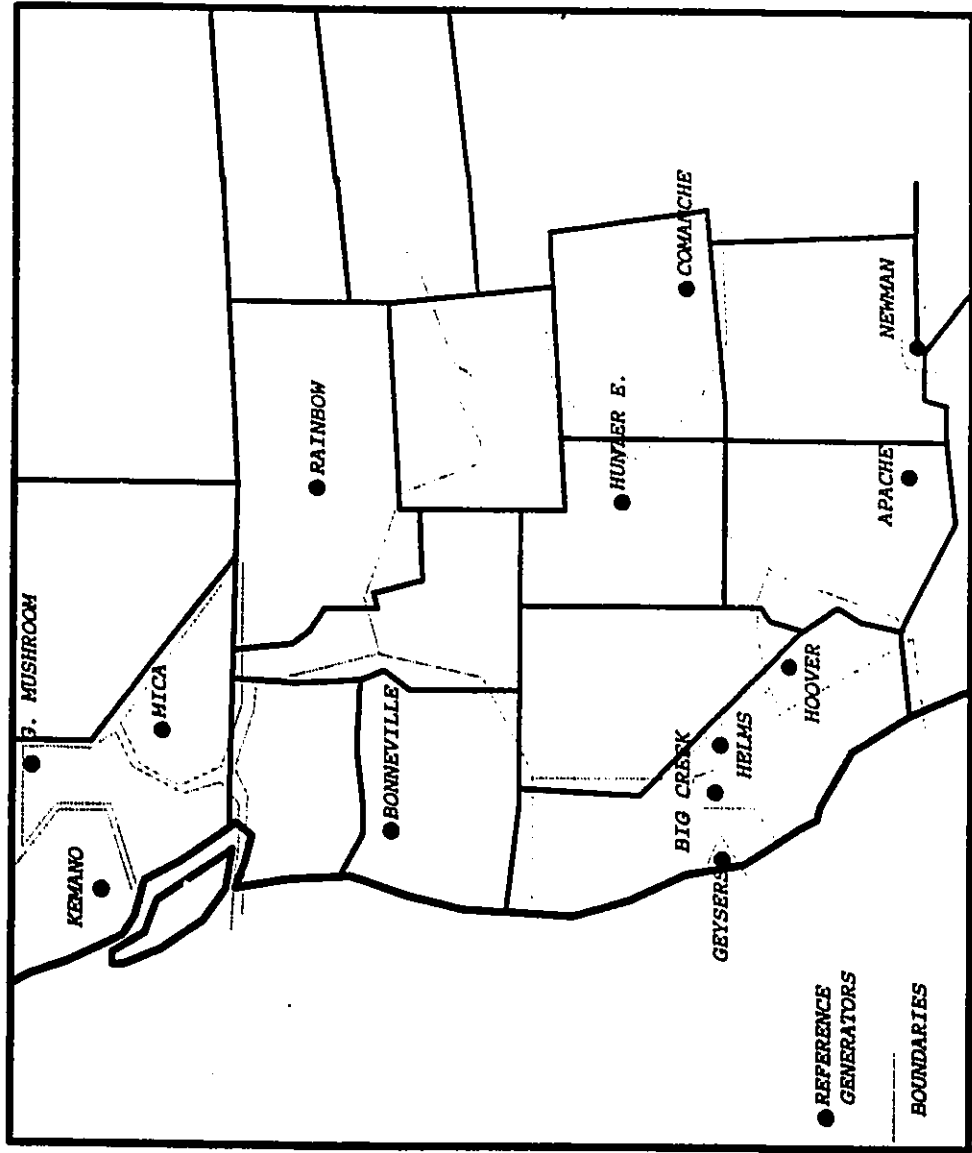 G. MUSHROOM
KEMANO
MICA
RAINBOW
BONNEVILLE
HUNTER E.
COMANCHE
BIG CREEK
GEYSERS
HELMS
HOOVER
APACHE
NEWMAN
REFERENCE
GENERATORS
BOUNDARIES